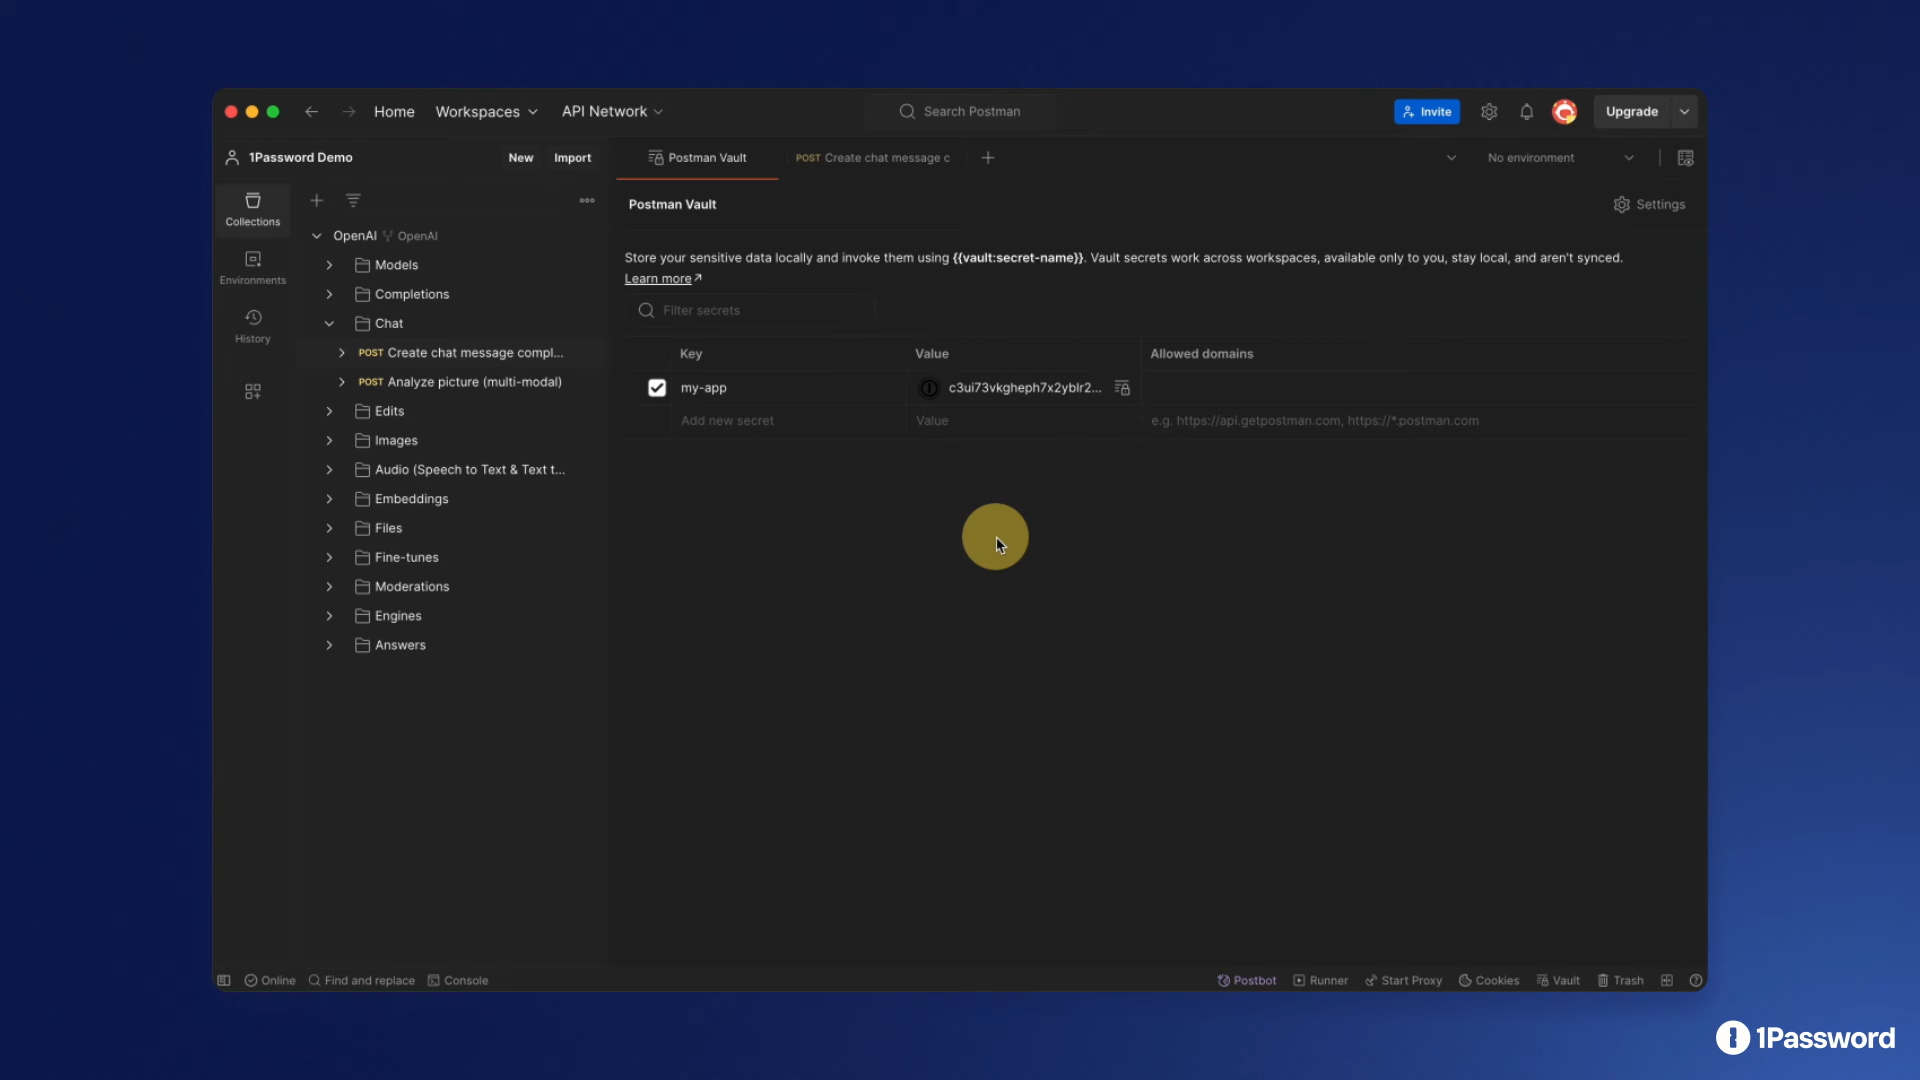 Home
Workspaces
API Network
Search Postman
Invite
Upgrade
1Password Demo
New
Import
Postman Vault
POST Create chat message c
No environment
Collections
Environments
History
OpenAI OpenAI
Models
Completions
Chat
POST Create chat message compl...
POST Analyze picture (multi-modal)
Edits
Images
Audio (Speech to Text & Text t...
Embeddings
Files
Fine-tunes
Moderations
Engines
Answers
Postman Vault
Settings
Store your sensitive data locally and invoke them using {{vault:secret-name}}. Vault secrets work across workspaces, available only to you, stay local, and aren't synced.
Learn more
Filter secrets
Key Value Allowed domains
my-app c3ui73vkgheph7x2yblr2...
Add new secret Value e.g. https://api.getpostman.com, https://*.postman.com
Online
Find and replace
Console
Postbot
Runner
Start Proxy
Cookies
Vault
Trash
1Password